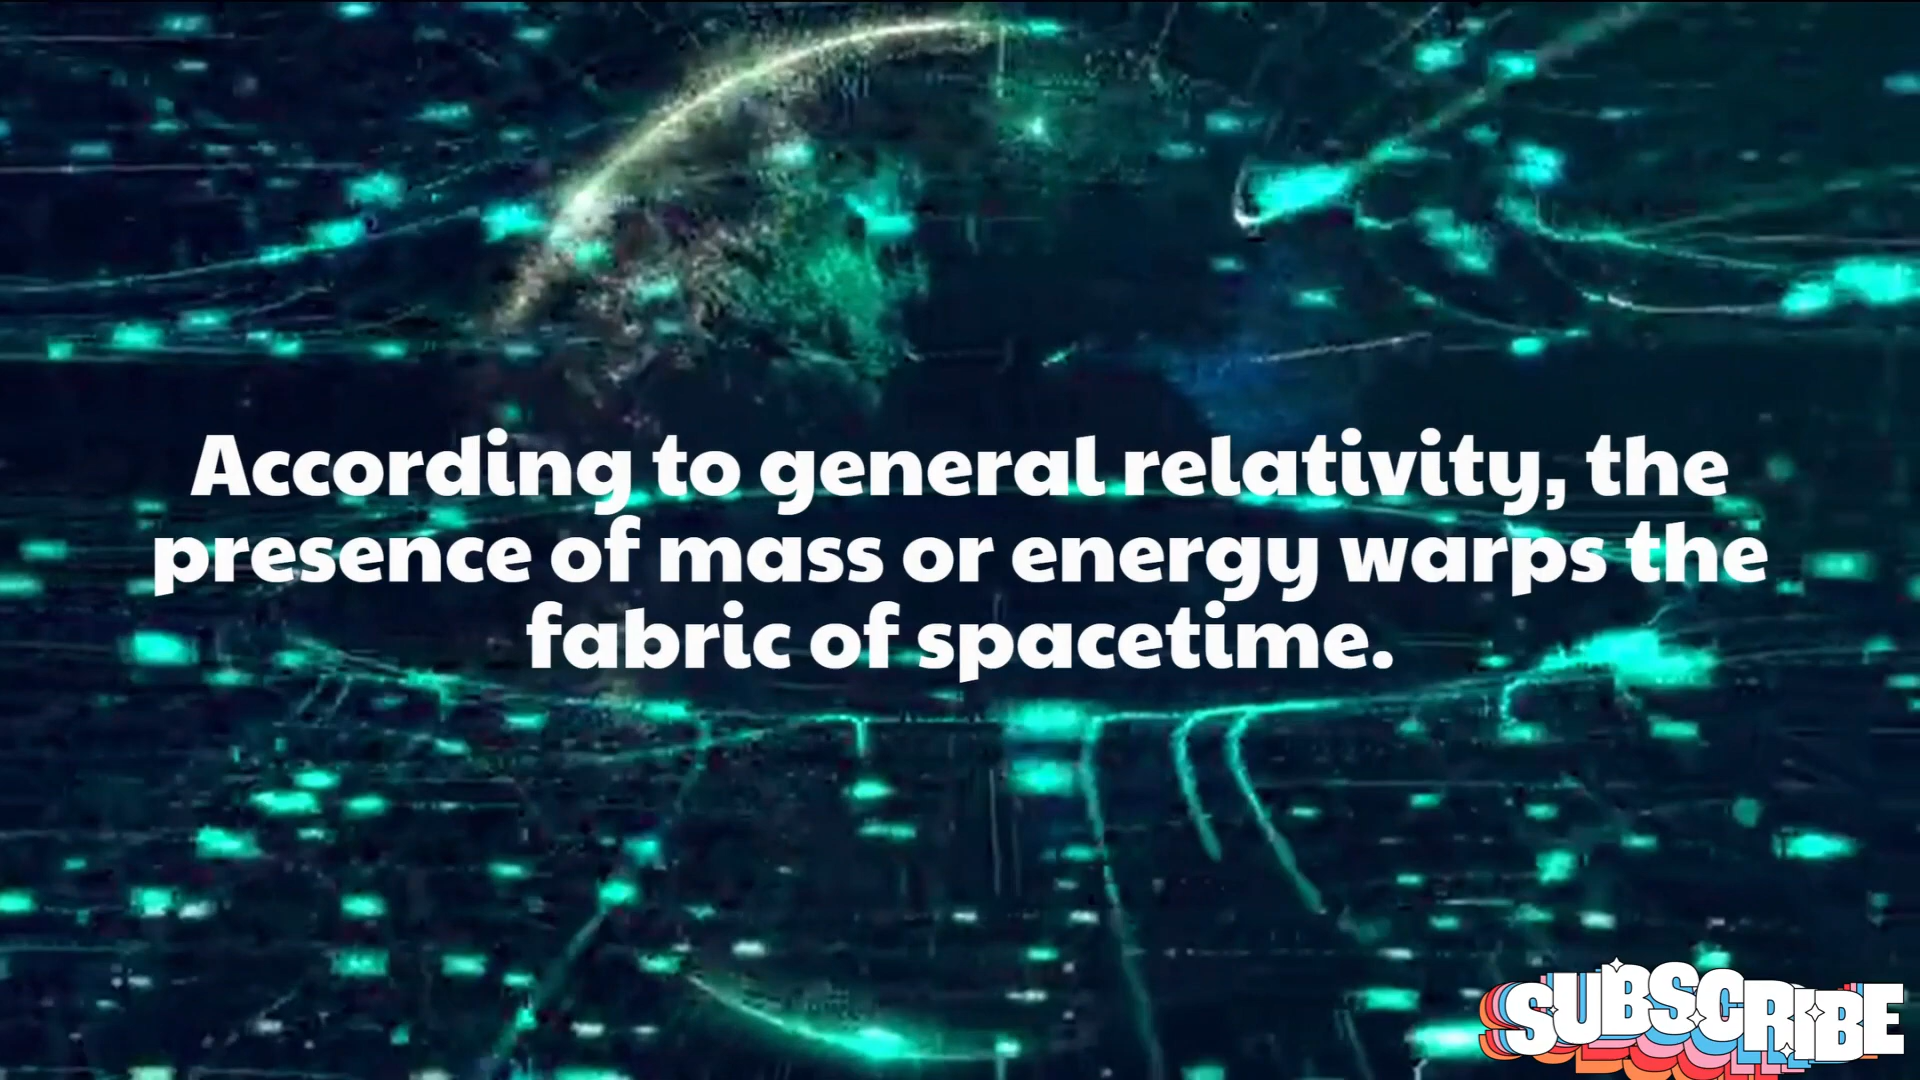 According to general relativity, the
presence of mass or energy warps the
fabric of spacetime.
SUBSCRIBE